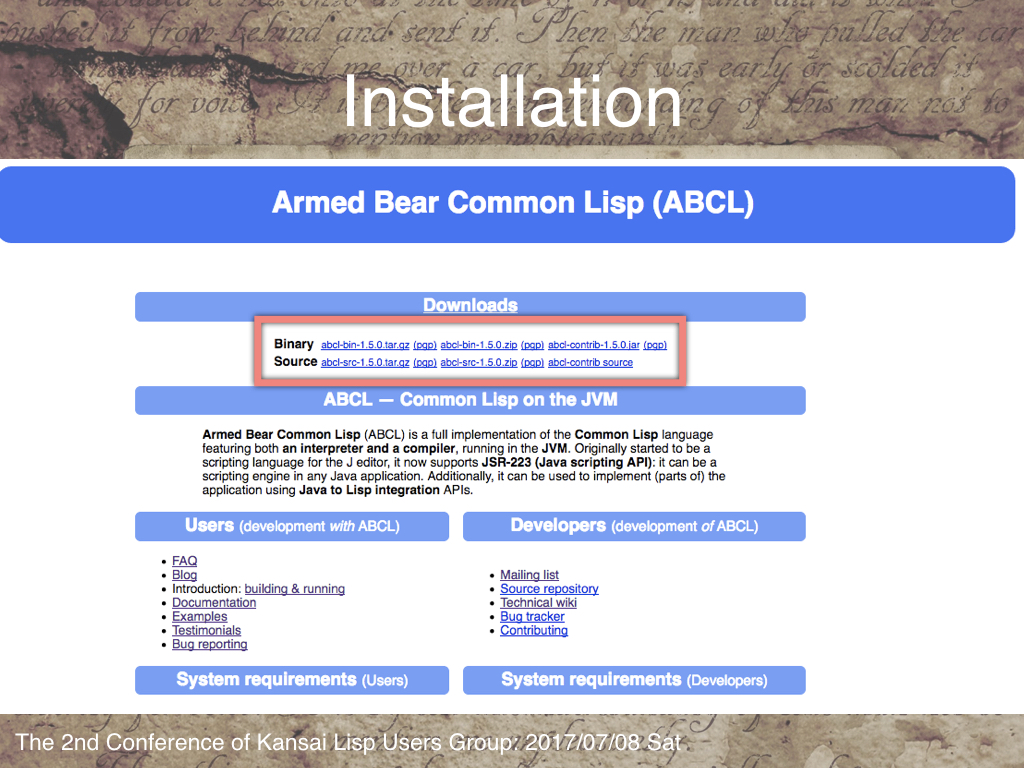 Installation
Armed Bear Common Lisp (ABCL)
Downloads
Binary abcl-bin-1.5.0.tar.gz (pgp) abcl-bin-1.5.0.zip (pgp) abcl-contrib-1.5.0.jar (pgp)
Source abcl-src-1.5.0.tar.gz (pgp) abcl-src-1.5.0.zip (pgp) abcl-contrib source
ABCL — Common Lisp on the JVM
Armed Bear Common Lisp (ABCL) is a full implementation of the Common Lisp language
featuring both an interpreter and a compiler, running in the JVM. Originally started to be a
scripting language for the J editor, it now supports JSR-223 (Java scripting API): it can be a
scripting engine in any Java application. Additionally, it can be used to implement (parts of) the
application using Java to Lisp integration APIs.
Users (development with ABCL)
FAQ
Blog
Introduction: building & running
Documentation
Examples
Testimonials
Bug reporting
Developers (development of ABCL)
Mailing list
Source repository
Technical wiki
Bug tracker
Contributing
System requirements (Users)
System requirements (Developers)
The 2nd Conference of Kansai Lisp Users Group: 2017/07/08 Sat